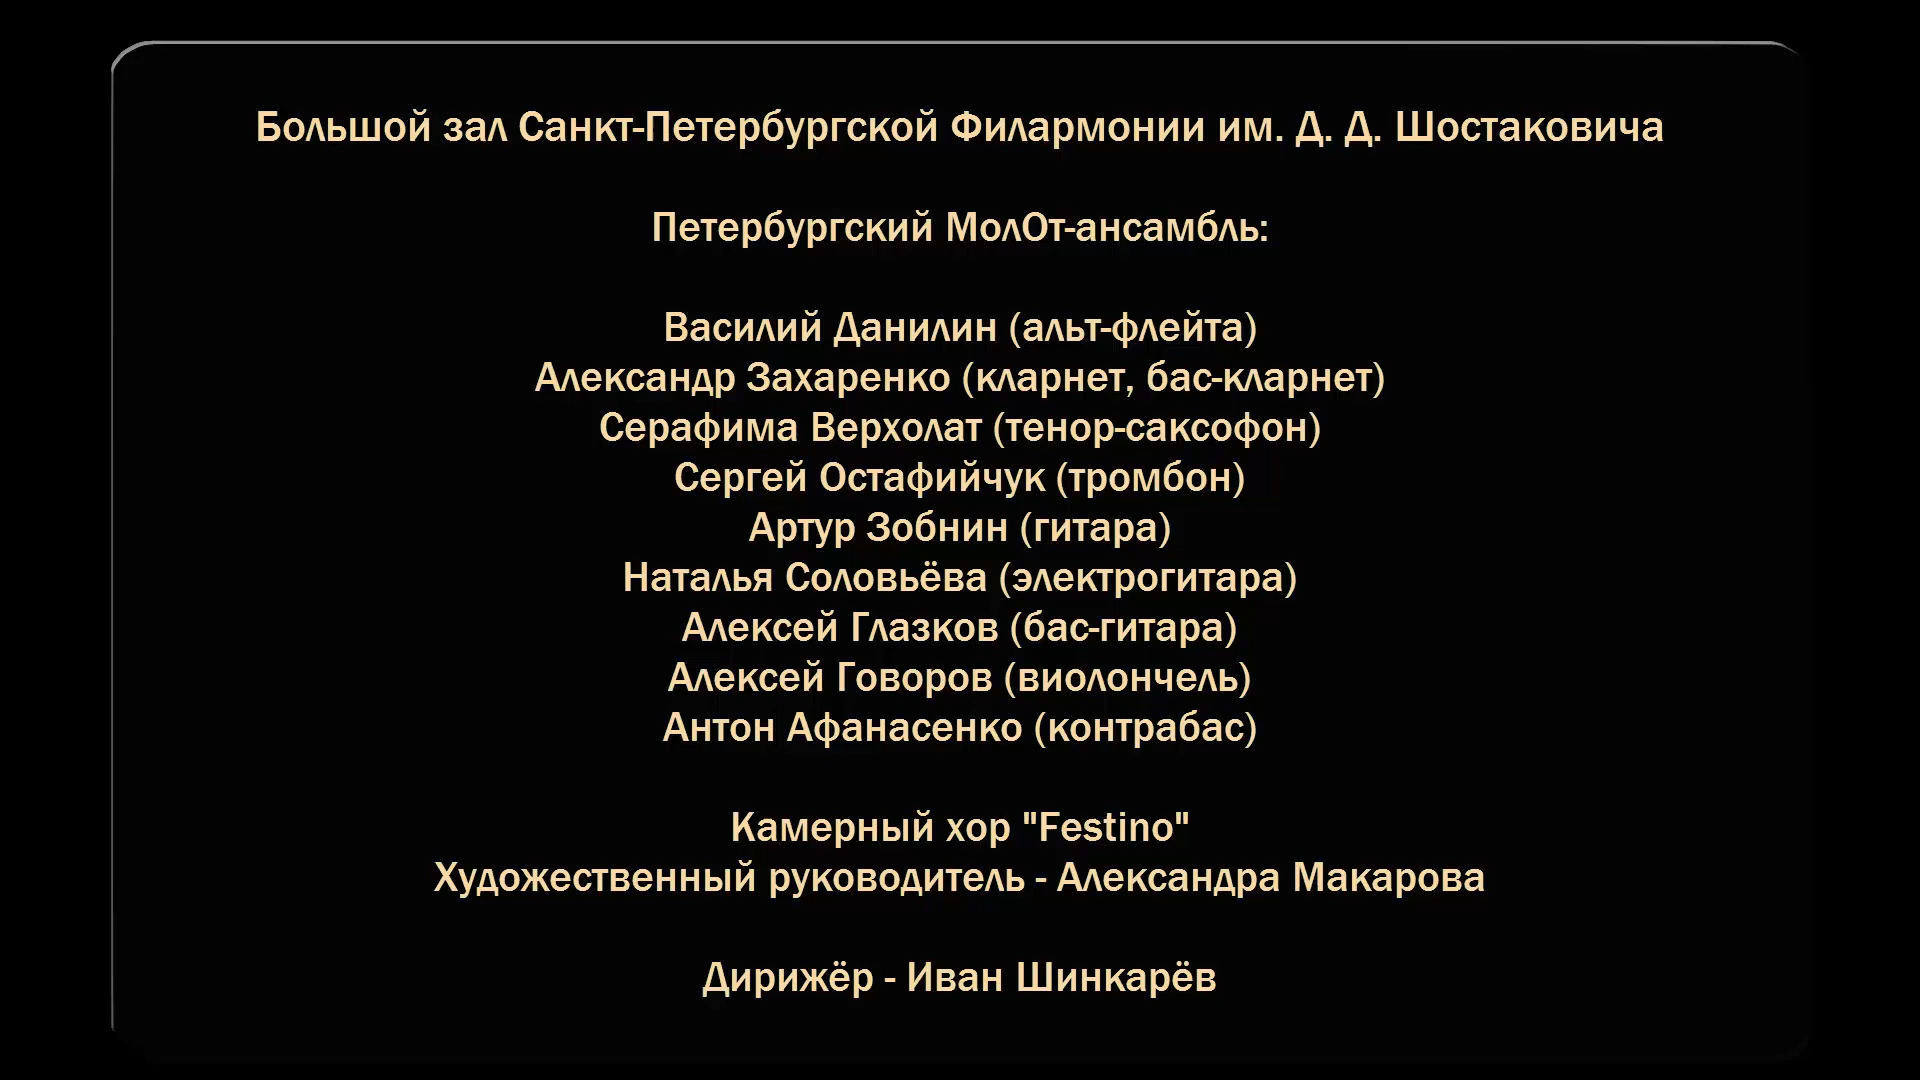 Большой зал Санкт-Петербургской Филармонии им. Д. Д. Шостаковича
Петербургский МолОт-ансамбль:
Василий Данилин (альт-флейта)
Александр Захаренко (кларнет, бас-кларнет)
Серафима Верхолат (тенор-саксофон)
Сергей Остафийчук (тромбон)
Артур Зобнин (гитара)
Наталья Соловьёва (электрогитара)
Алексей Глазков (бас-гитара)
Алексей Говоров (виолончель)
Антон Афанасенко (контрабас)
Камерный хор "Festino"
Художественный руководитель - Александра Макарова
Дирижёр - Иван Шинкарёв